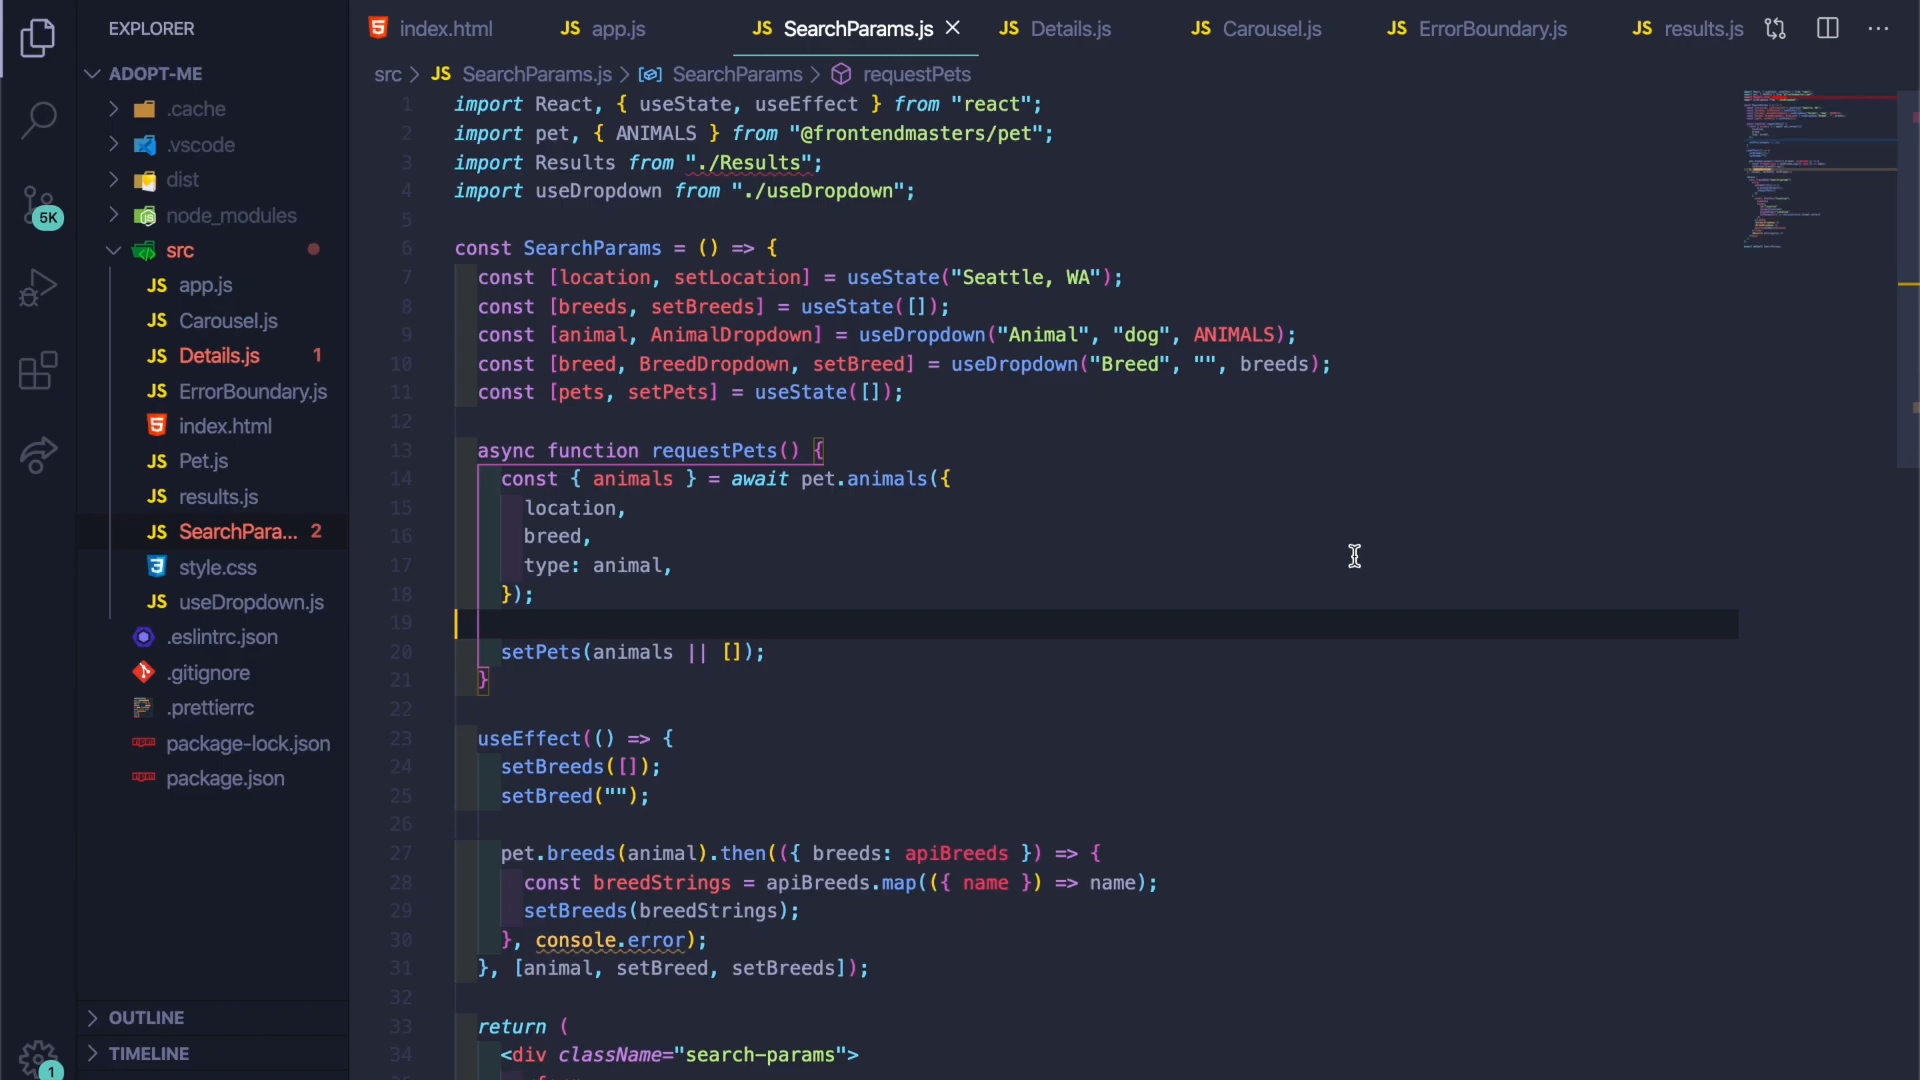 EXPLORER
JS index.html
JS app.js
JS SearchParams.js
JS Details.js
JS Carousel.js
JS ErrorBoundary.js
JS results.js
ADOPT-ME
src > JS SearchParams.js > SearchParams > requestPets
.cache
.vscode
dist
node_modules
src
JS app.js
JS Carousel.js
JS Details.js 1
JS ErrorBoundary.js
index.html
JS Pet.js
JS results.js
JS SearchPara... 2
style.css
JS useDropdown.js
.eslintrc.json
.gitignore
.prettierrc
package-lock.json
package.json
OUTLINE
TIMELINE
5K
1
1 import React, { useState, useEffect } from "react";
2 import pet, { ANIMALS } from "@frontendmasters/pet";
3 import Results from "./Results";
4 import useDropdown from "./useDropdown";
5
6 const SearchParams = () => {
7 const [location, setLocation] = useState("Seattle, WA");
8 const [breeds, setBreeds] = useState([]);
9 const [animal, AnimalDropdown] = useDropdown("Animal", "dog", ANIMALS);
10 const [breed, BreedDropdown, setBreed] = useDropdown("Breed", "", breeds);
11 const [pets, setPets] = useState([]);
12
13 async function requestPets() {
14 const { animals } = await pet.animals({
15 location,
16 breed,
17 type: animal,
18 });
19
20 setPets(animals || []);
21 }
22
23 useEffect(() => {
24 setBreeds([]);
25 setBreed("");
26
27 pet.breeds(animal).then(({ breeds: apiBreeds }) => {
28 const breedStrings = apiBreeds.map(({ name }) => name);
29 setBreeds(breedStrings);
30 }, console.error);
31 }, [animal, setBreed, setBreeds]);
32
33 return (
34 <div className="search-params">